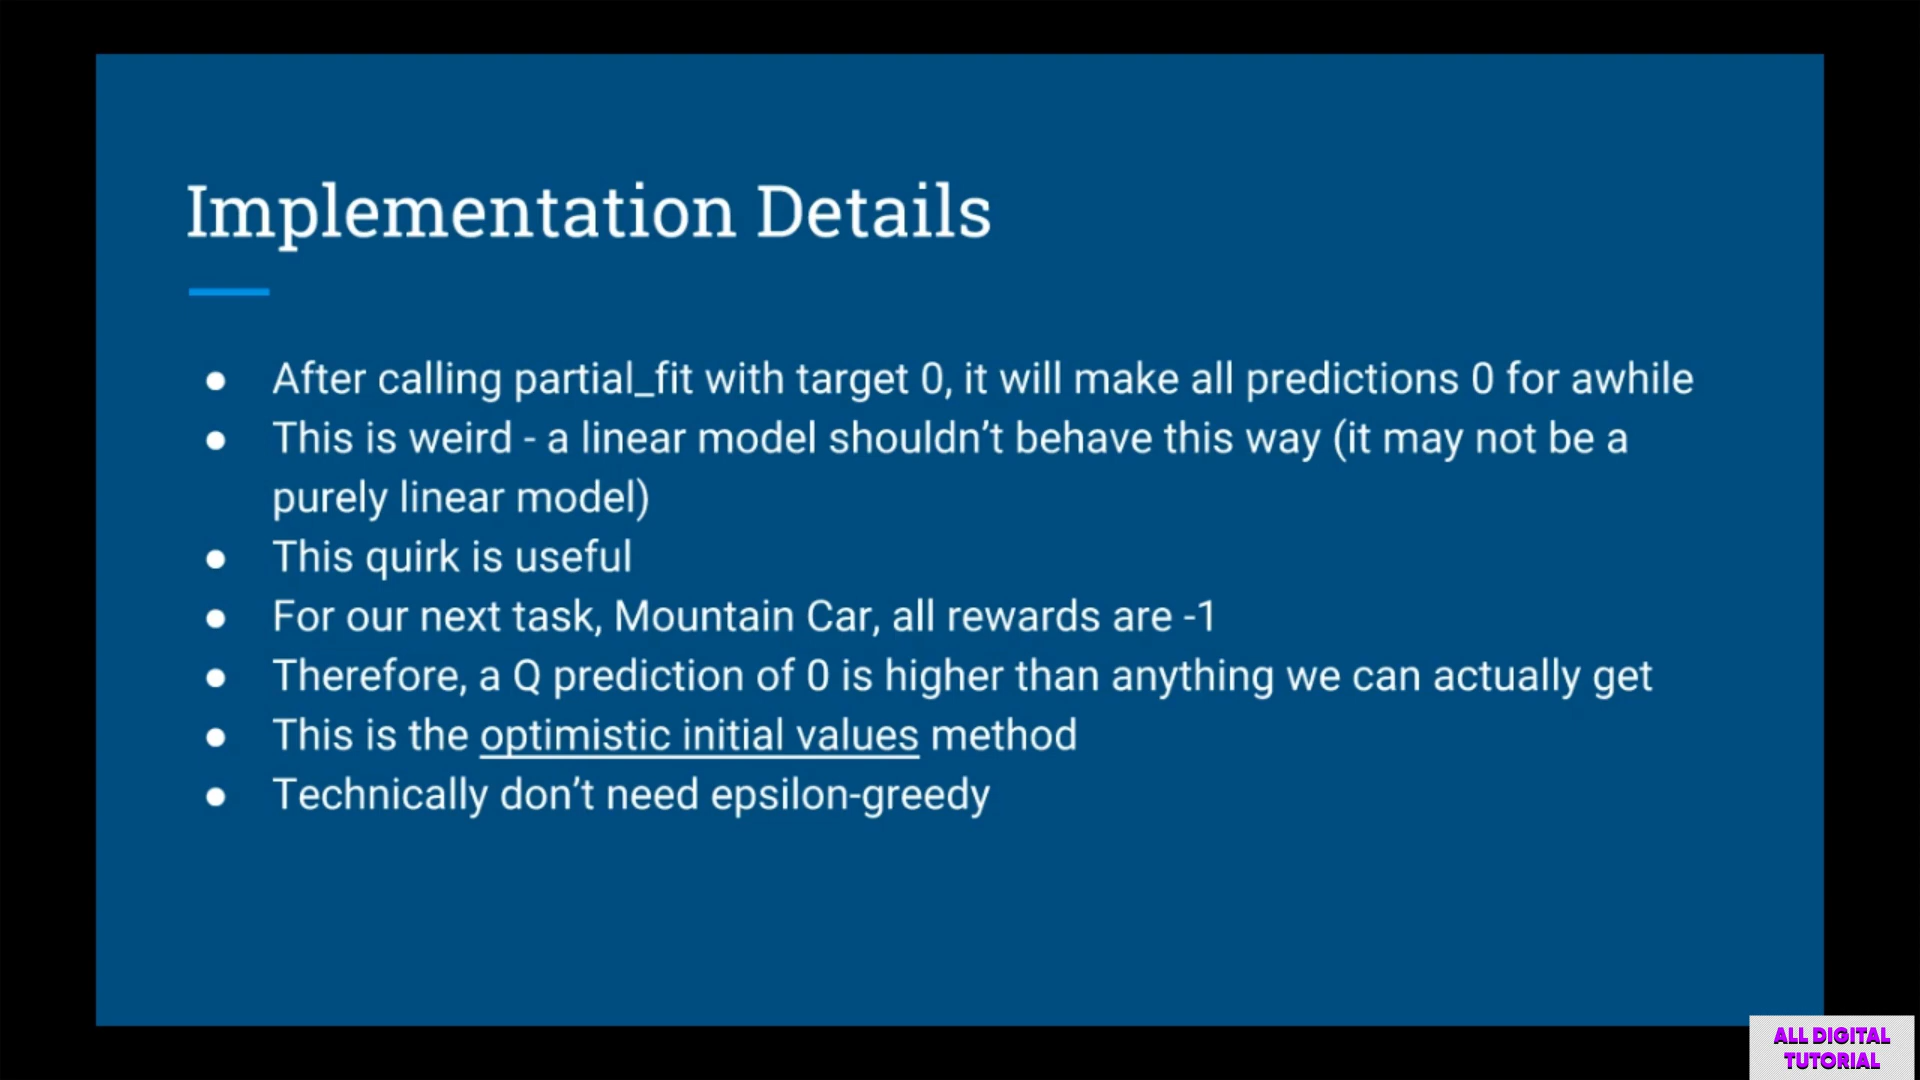 Implementation Details
● After calling partial_fit with target 0, it will make all predictions 0 for awhile
● This is weird - a linear model shouldn’t behave this way (it may not be a
purely linear model)
● This quirk is useful
● For our next task, Mountain Car, all rewards are -1
● Therefore, a Q prediction of 0 is higher than anything we can actually get
● This is the optimistic initial values method
● Technically don’t need epsilon-greedy
ALL DIGITAL
TUTORIAL